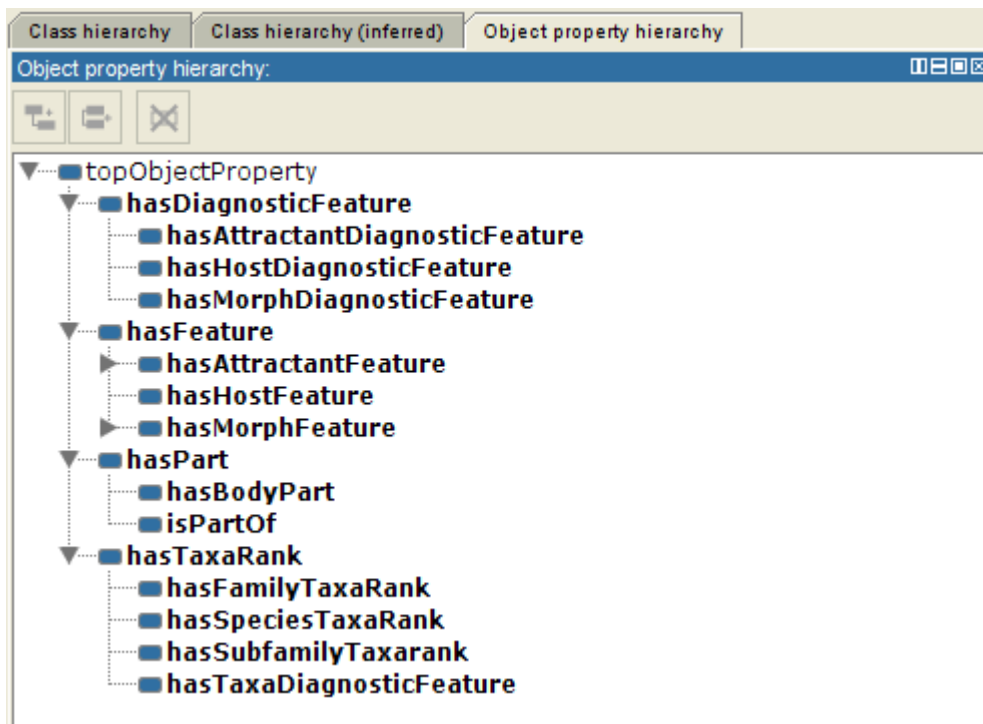 Class hierarchy Class hierarchy (inferred) Object property hierarchy
Object property hierarchy:
topObjectProperty
hasDiagnosticFeature
hasAttractantDiagnosticFeature
hasHostDiagnosticFeature
hasMorphDiagnosticFeature
hasFeature
hasAttractantFeature
hasHostFeature
hasMorphFeature
hasPart
hasBodyPart
isPartOf
hasTaxaRank
hasFamilyTaxaRank
hasSpeciesTaxaRank
hasSubfamilyTaxarank
hasTaxaDiagnosticFeature